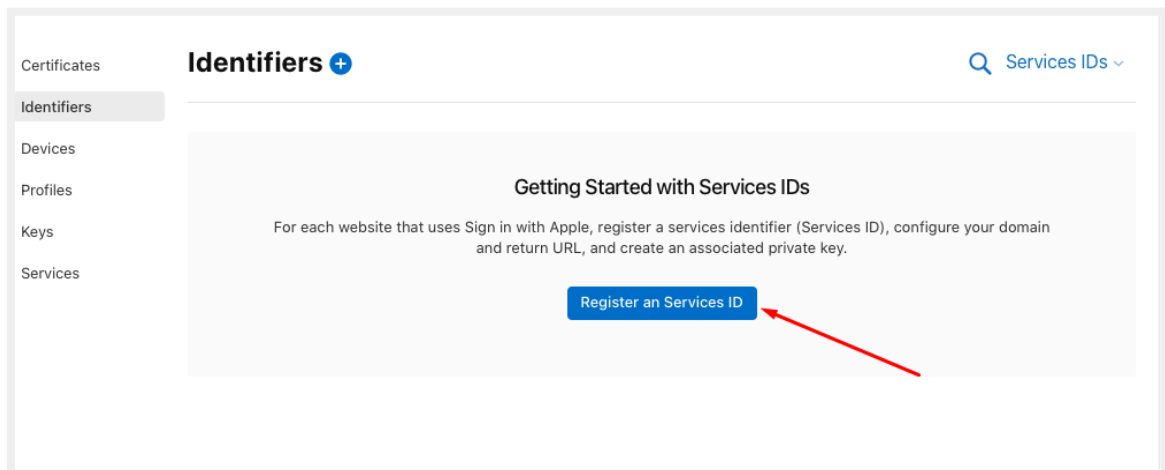 Certificates
Identifiers
Devices
Profiles
Keys
Services
Identifiers
Services IDs
Getting Started with Services IDs
For each website that uses Sign in with Apple, register a services identifier (Services ID), configure your domain
and return URL, and create an associated private key.
Register an Services ID